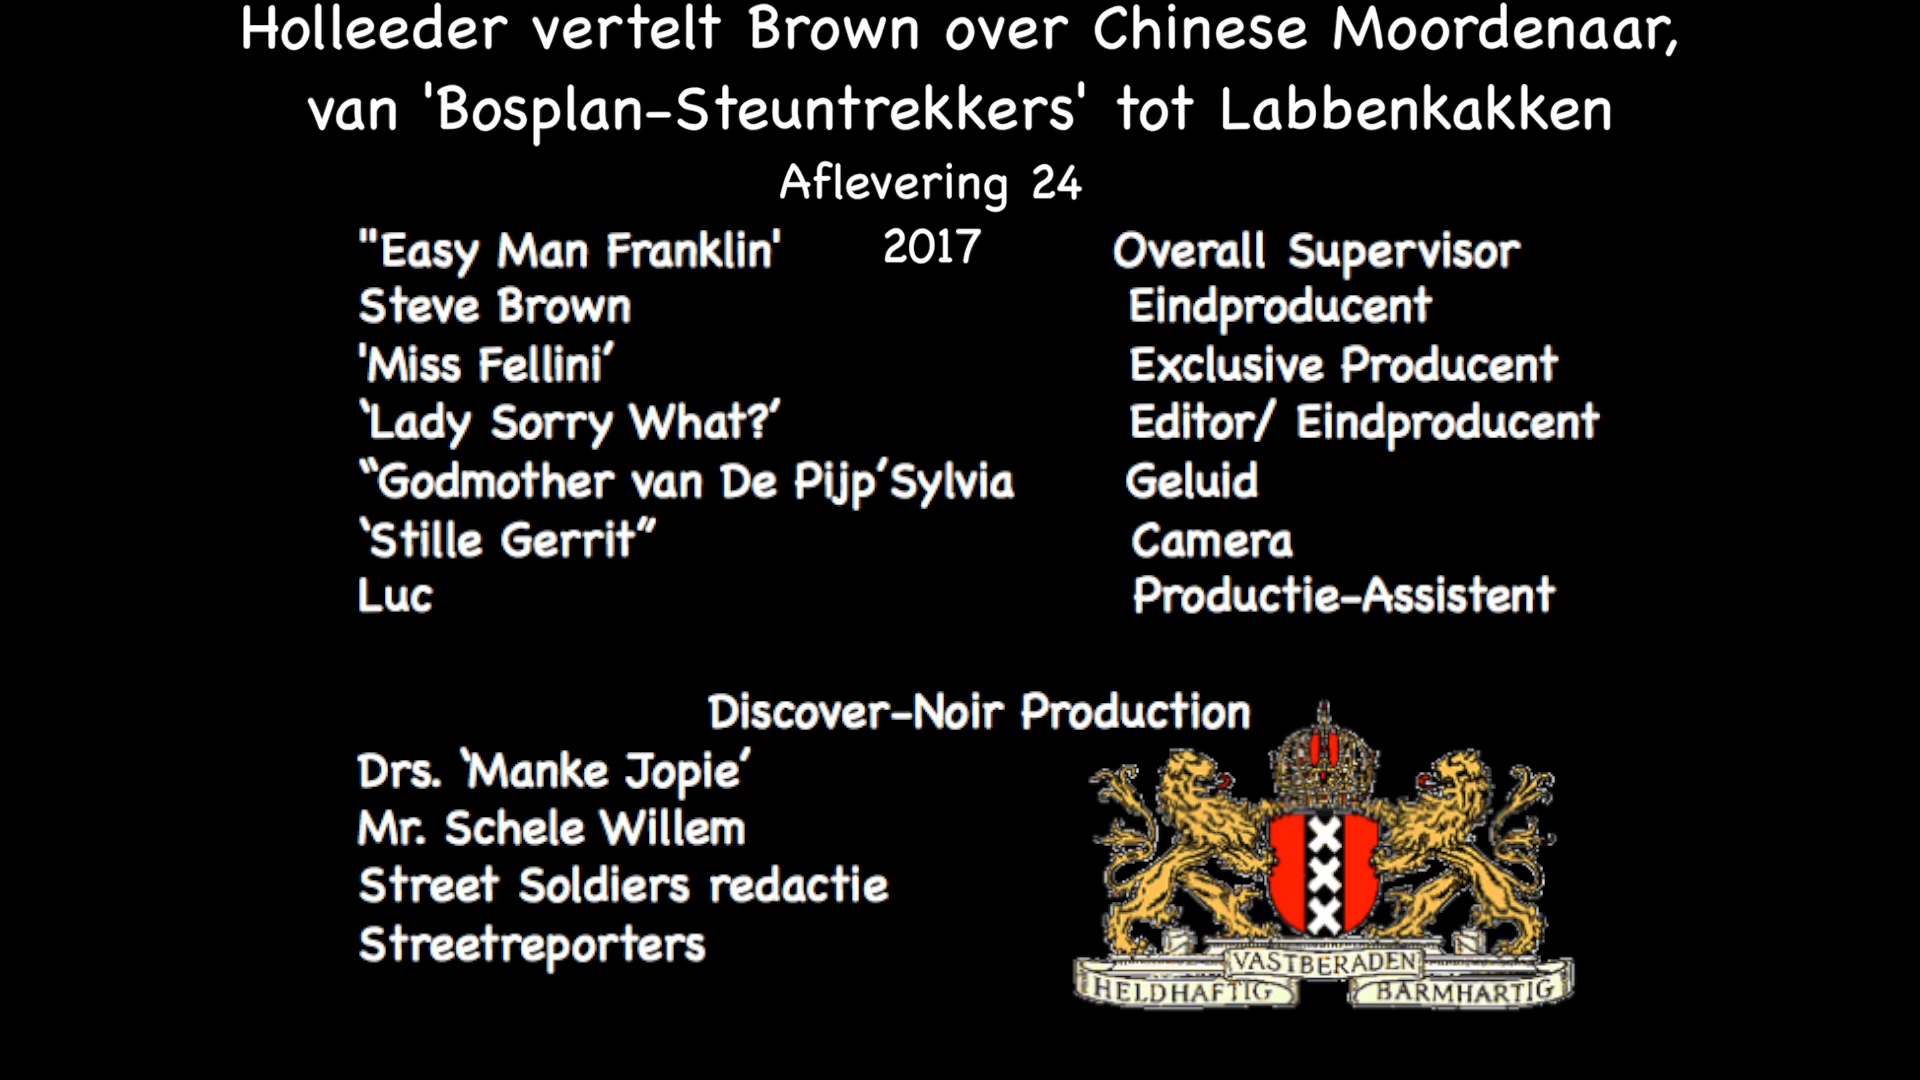 Holleeder vertelt Brown over Chinese Moordenaar,
van 'Bosplan-Steuntrekkers' tot Labbenkakken
Aflevering 24
"Easy Man Franklin' 2017 Overall Supervisor
Steve Brown Eindproducent
'Miss Fellini’ Exclusive Producent
‘Lady Sorry What?’ Editor/ Eindproducent
“Godmother van De Pijp’Sylvia Geluid
‘Stille Gerrit” Camera
Luc Productie-Assistent
Discover-Noir Production
Drs. ‘Manke Jopie’
Mr. Schele Willem
Street Soldiers redactie
Streetreporters
VASTBERADEN
HELDHAFTIG BARMHARTIG